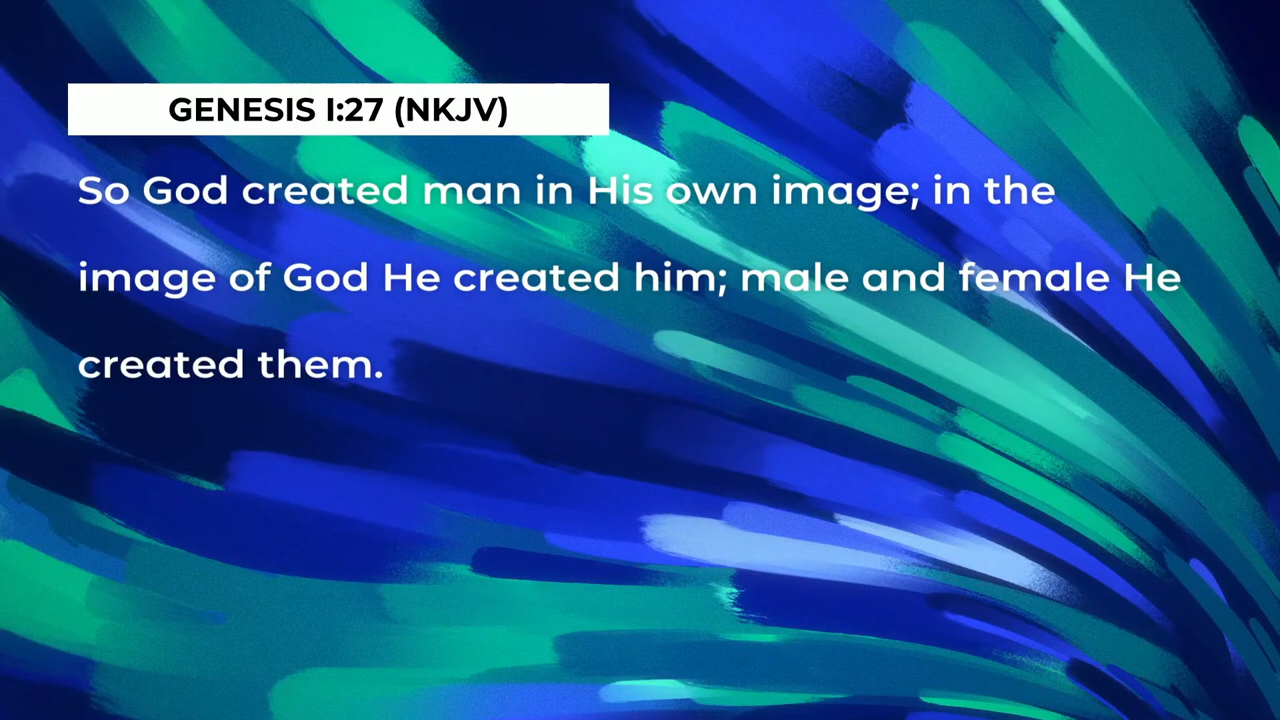 GENESIS I:27 (NKJV)
So God created man in His own image; in the
image of God He created him; male and female He
created them.